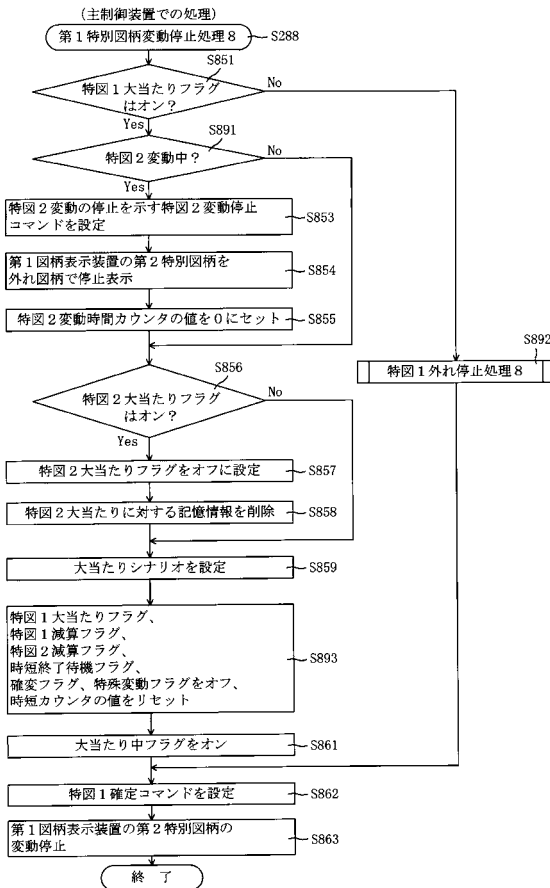 (主制御装置での処理)
第1特別図柄変動停止処理8
S288
S851
特図1大当たりフラグ
はオン?
No
Yes
S891
特図2変動中?
No
Yes
特図2変動の停止を示す特図2変動停止
コマンドを設定
S853
第1図柄表示装置の第2特別図柄を
外れ図柄で停止表示
S854
特図2変動時間カウンタの値を0にセット
S855
S892
特図1外れ停止処理8
S856
特図2大当たりフラグ
はオン?
No
Yes
特図2大当たりフラグをオフに設定
S857
特図2大当たりに対する記憶情報を削除
S858
大当たりシナリオを設定
S859
特図1大当たりフラグ、
特図1減算フラグ、
特図2減算フラグ、
時短終了待機フラグ、
確変フラグ、特殊変動フラグをオフ、
時短カウンタの値をリセット
S893
大当たり中フラグをオン
S861
特図1確定コマンドを設定
S862
第1図柄表示装置の第2特別図柄の
変動停止
S863
終 了